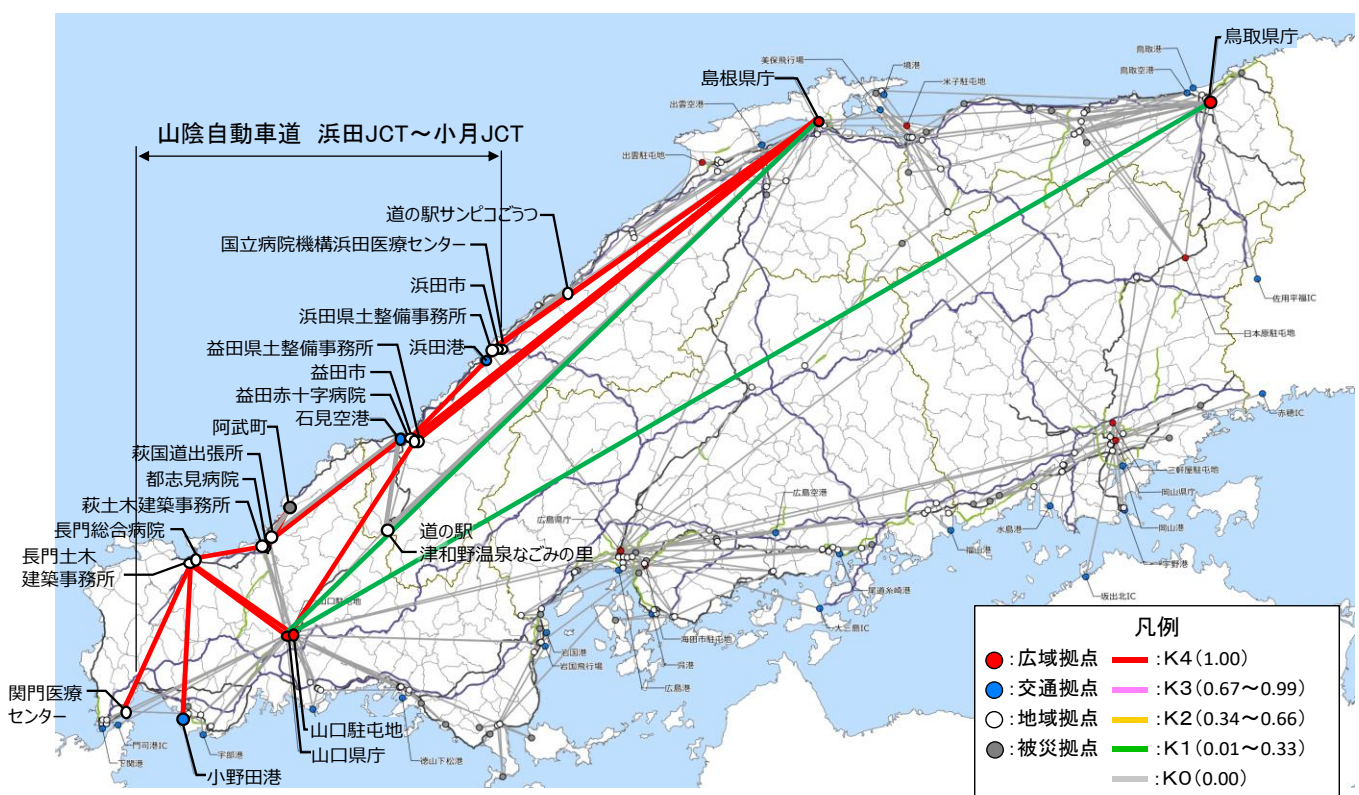 鳥取県庁
鳥取港
鳥取空港
美保飛行場
境港
米子駐屯地
島根県庁
出雲空港
出雲駐屯地
山陰自動車道 浜田JCT～小月JCT
道の駅サンピコごうつ
国立病院機構浜田医療センター
浜田市
浜田県土整備事務所
浜田港
益田県土整備事務所
益田市
益田赤十字病院
石見空港
阿武町
萩国道出張所
都志見病院
萩土木建築事務所
長門総合病院
長門土木
建築事務所
道の駅
津和野温泉なごみの里
佐用平福IC
日本原駐屯地
赤穂IC
三軒屋駐屯地
岡山県庁
岡山港
宇野港
水島港
坂出北IC
福山港
広島空港
広島県庁
尾道糸崎港
大三島IC
海田市駐屯地
呉港
広島港
岩国港
岩国飛行場
山口駐屯地
関門医療
センター
門司港IC
下関港
宇部港
小野田港
徳山下松港
山口駐屯地
山口県庁
凡例
:広域拠点 :K4(1.00)
:交通拠点 :K3(0.67～0.99)
:地域拠点 :K2(0.34～0.66)
:被災拠点 :K1(0.01～0.33)
:K0(0.00)